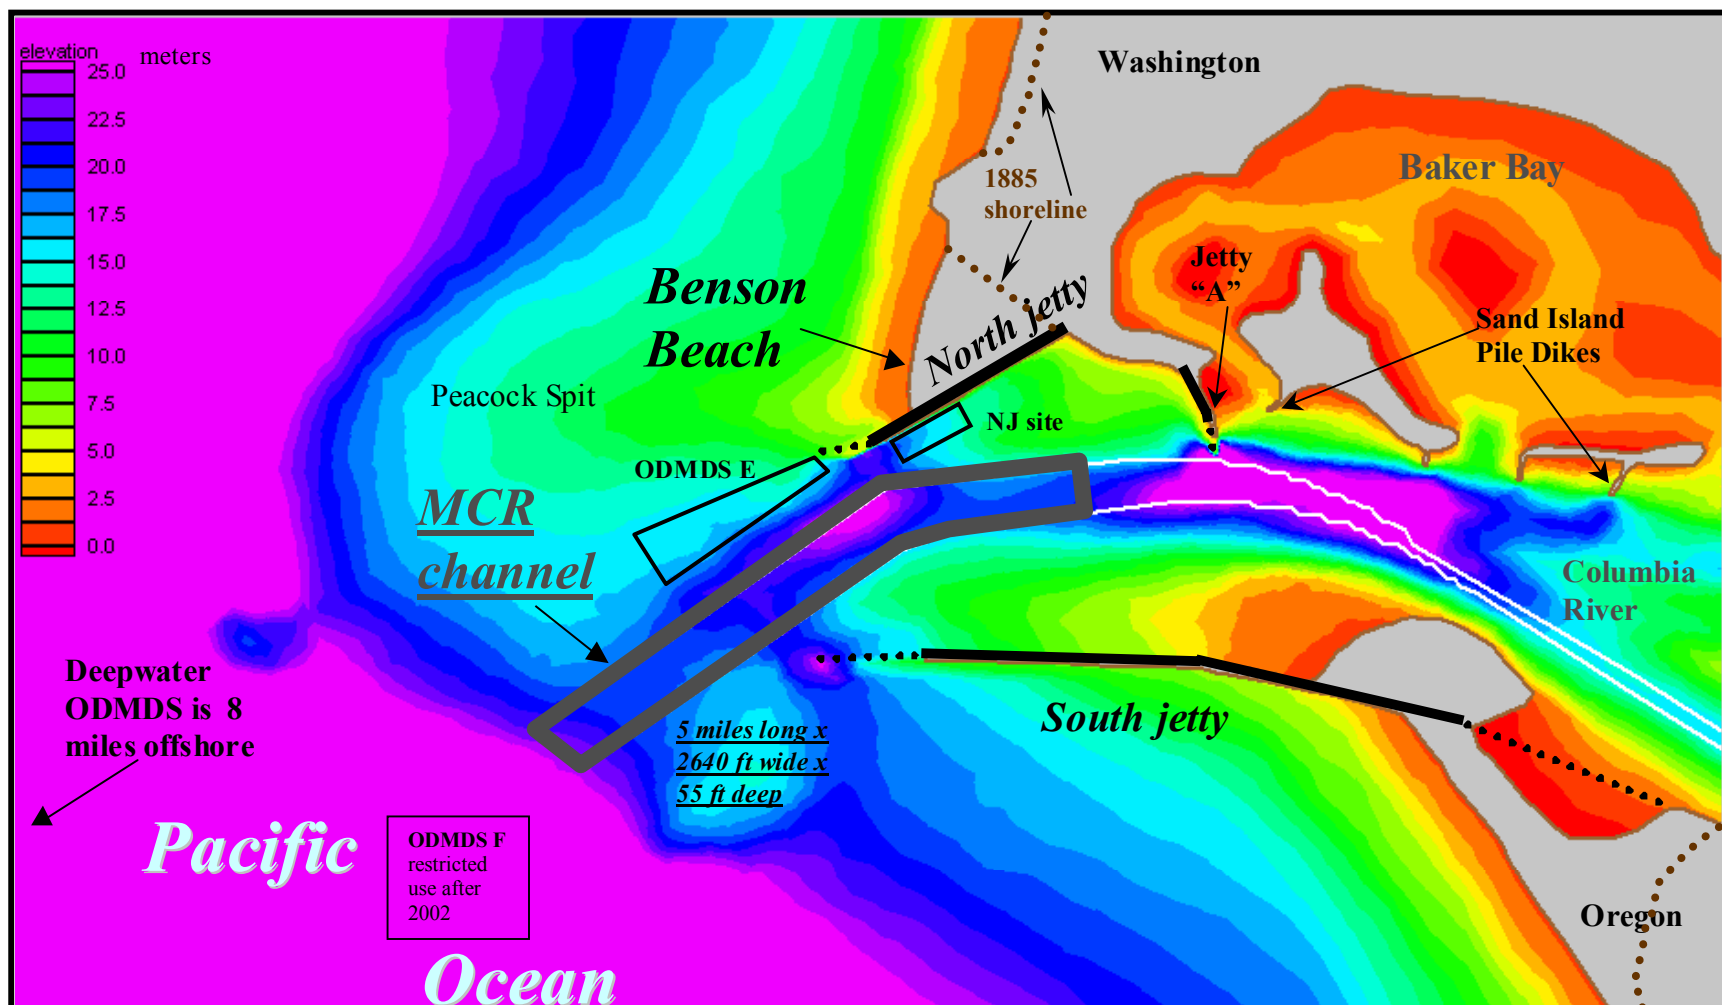 elevation meters
25.0
22.5
20.0
17.5
15.0
12.5
10.0
7.5
5.0
2.5
0.0
Washington
Baker Bay
1885
shoreline
Jetty
“A”
Sand Island
Pile Dikes
Benson
Beach
North jetty
Peacock Spit
NJ site
ODMDS E
MCR
channel
Columbia
River
Deepwater
ODMDS is 8
miles offshore
5 miles long x
2640 ft wide x
55 ft deep
South jetty
Pacific
Ocean
ODMDS F
restricted
use after
2002
Oregon